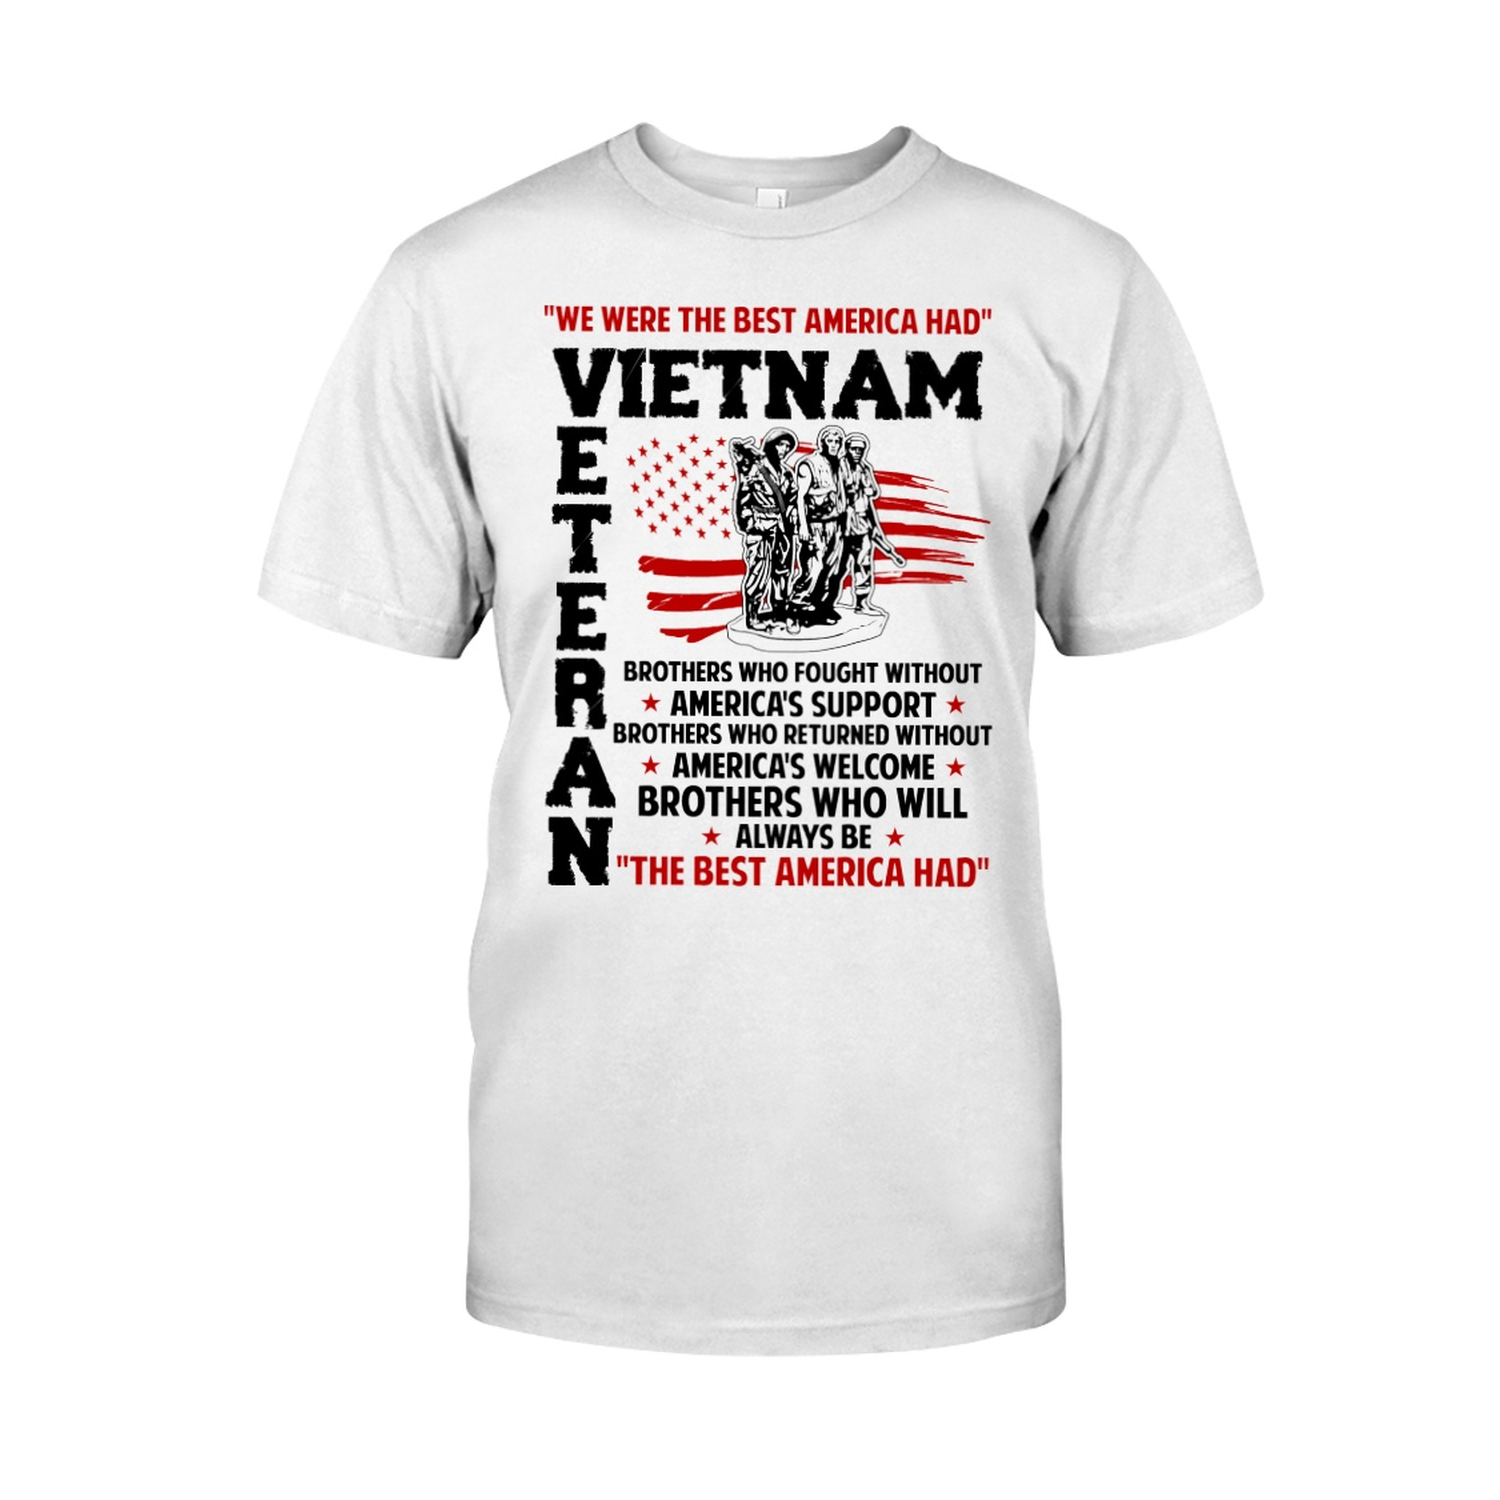 "WE WERE THE BEST AMERICA HAD"
VIETNAM
VETERAN
BROTHERS WHO FOUGHT WITHOUT
AMERICA'S SUPPORT
BROTHERS WHO RETURNED WITHOUT
AMERICA'S WELCOME
BROTHERS WHO WILL
ALWAYS BE
"THE BEST AMERICA HAD"